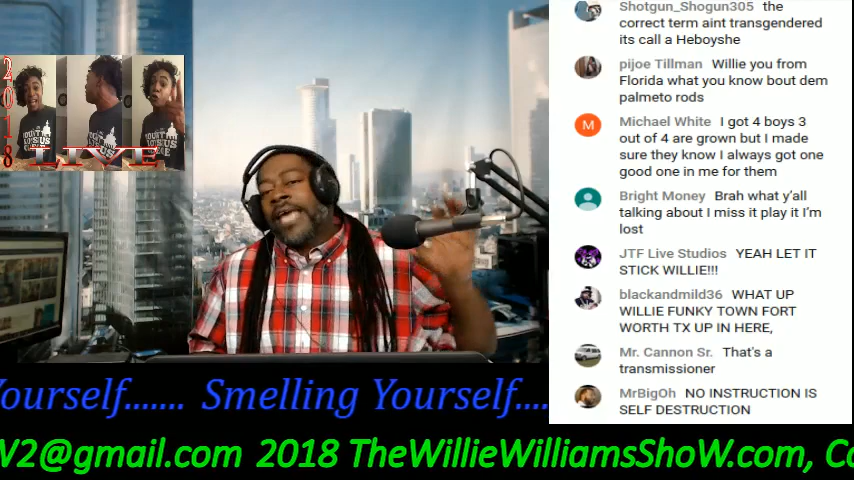 2018
LIVE
Shotgun_Shogun305 the
correct term aint transgendered
its call a Heboyshe
pijoe Tillman Willie you from
Florida what you know bout dem
palmeto rods
M
Michael White I got 4 boys 3
out of 4 are grown but I made
sure they know I always got one
good one in me for them
Bright Money Brah what y'all
talking about I miss it play it I'm
lost
JTF Live Studios YEAH LET IT
STICK WILLIE!!!
blackandmild36 WHAT UP
WILLIE FUNKY TOWN FORT
WORTH TX UP IN HERE,
Mr. Cannon Sr. That's a
transmissioner
MrBigOh NO INSTRUCTION IS
SELF DESTRUCTION
Yourself....... Smelling Yourself....
W2@gmail.com 2018 TheWillieWilliamsShoW.com, Co